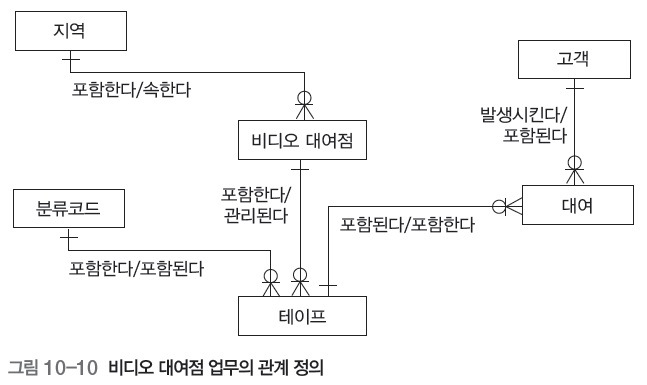 지역
고객
포함한다/속한다
발생시킨다/
포함된다
비디오 대여점
포함한다/
관리된다
분류코드
대여
포함된다/포함한다
포함한다/포함된다
테이프
그림 10-10 비디오 대여점 업무의 관계 정의